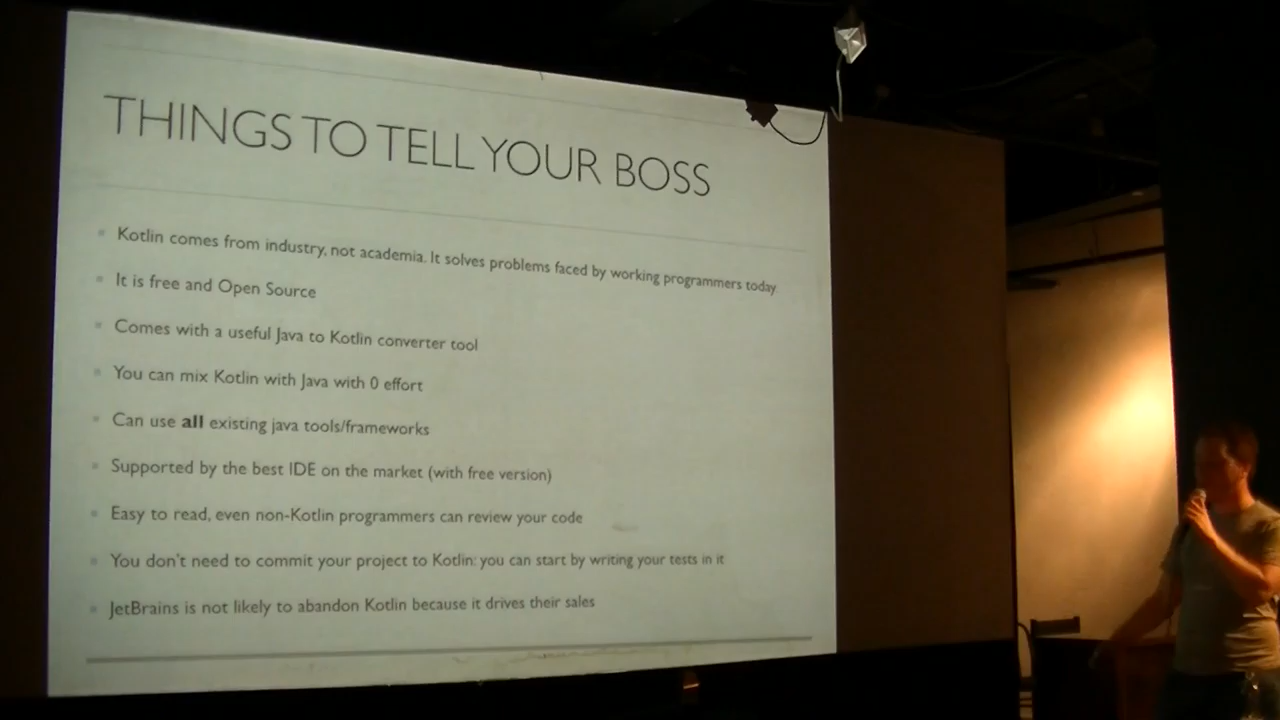 THINGS TO TELL YOUR BOSS
Kotlin comes from industry, not academia. It solves problems faced by working programmers today.
It is free and Open Source
Comes with a useful Java to Kotlin converter tool
You can mix Kotlin with Java with 0 effort
Can use all existing java tools/frameworks
Supported by the best IDE on the market (with free version)
Easy to read, even non-Kotlin programmers can review your code
You don't need to commit your project to Kotlin: you can start by writing your tests in it
JetBrains is not likely to abandon Kotlin because it drives their sales